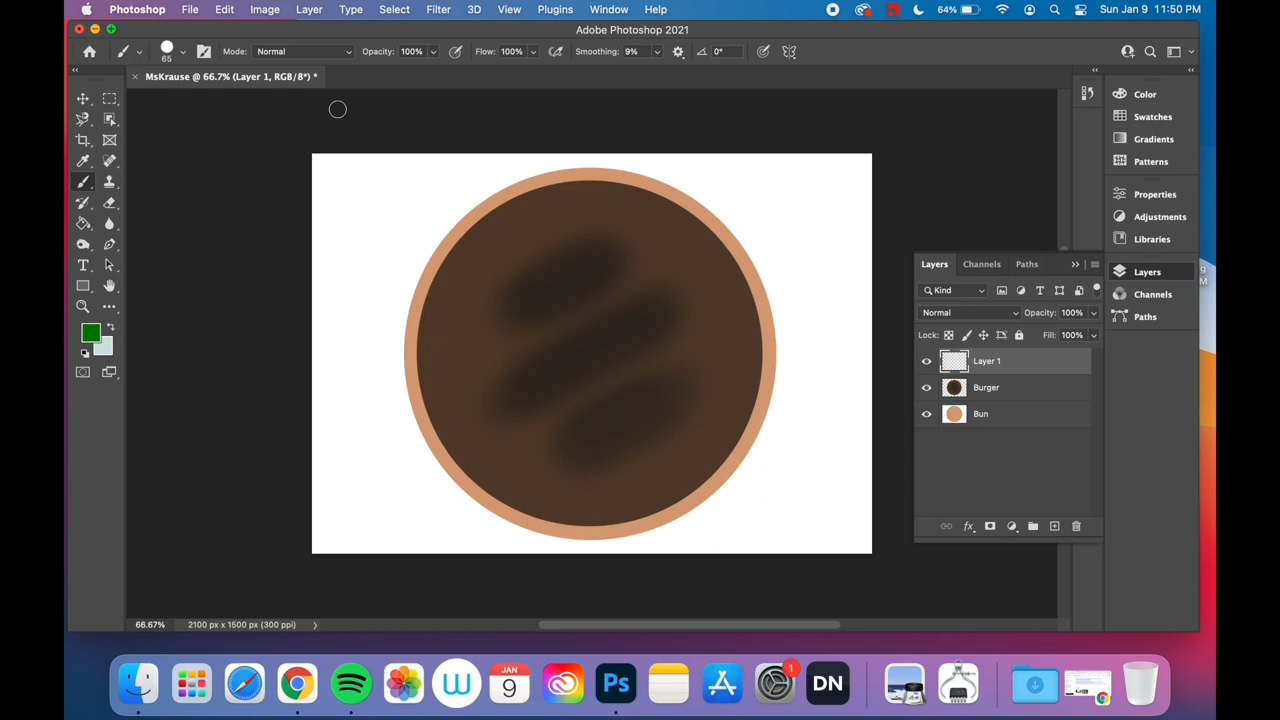 Photoshop File Edit Image Layer Type Select Filter 3D View Plugins Window Help 64% Sun Jan 9 11:50 PM
Adobe Photoshop 2021
65 Mode: Normal Opacity: 100% Flow: 100% Smoothing: 9% 0°
MsKrause @ 66.7% (Layer 1, RGB/8*) *
Color
Swatches
Gradients
Patterns
Properties
Adjustments
Libraries
Layers
Channels
Paths
Layers Channels Paths
Kind
Normal Opacity: 100%
Lock: Fill: 100%
Layer 1
Burger
Bun
9
M
66.67% 2100 px x 1500 px (300 ppi)
JAN
9
Ps
DN
1